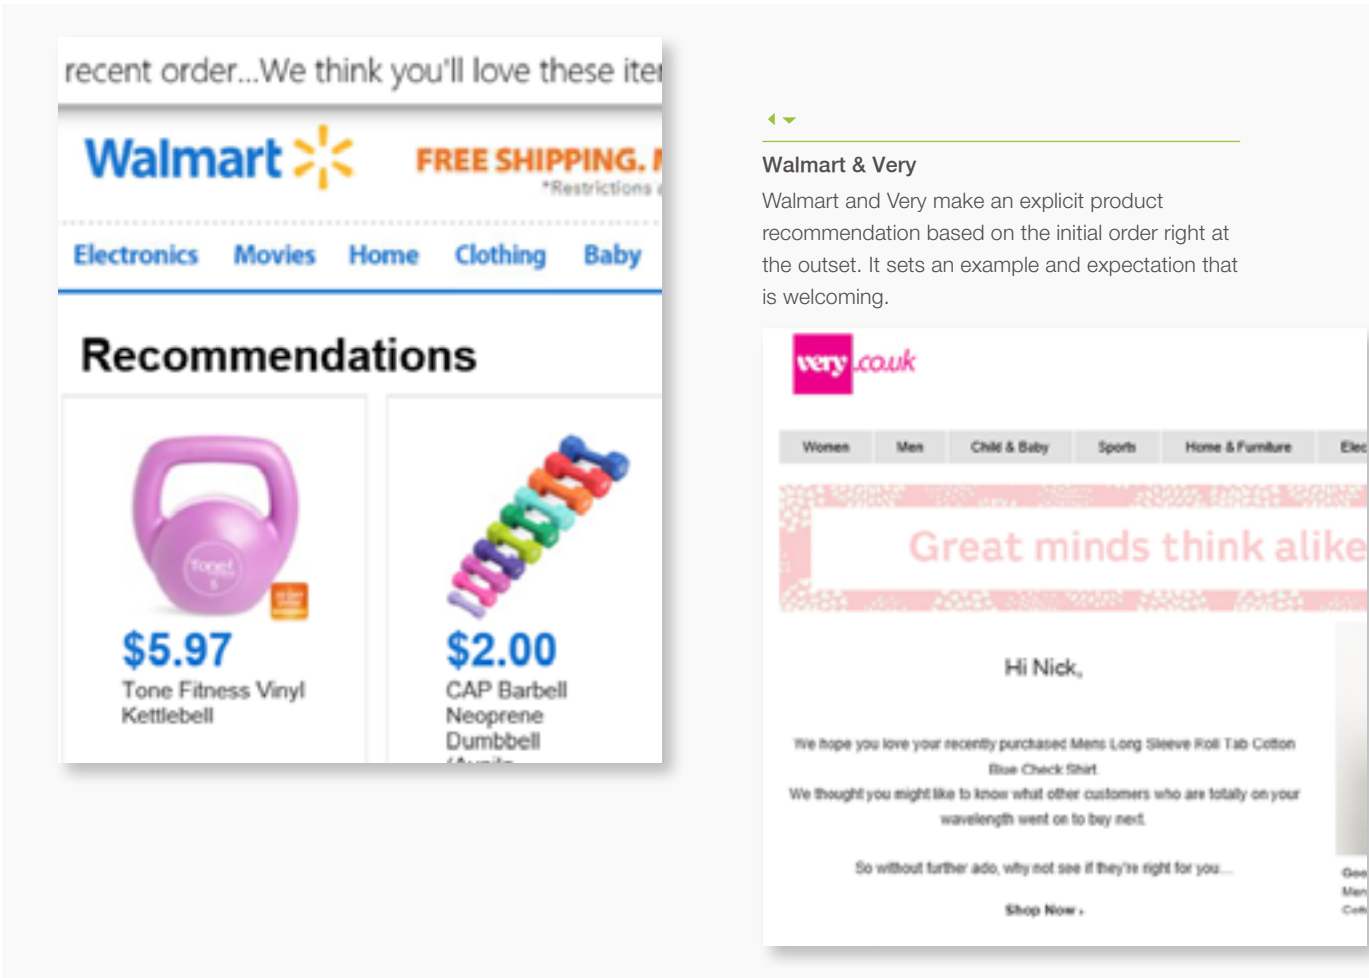 recent order...We think you'll love these
Walmart
FREE SHIPPING.
*Restrictions
Electronics Movies Home Clothing Baby
Recommendations
Tone
5
$5.97
Tone Fitness Vinyl
Kettlebell
$2.00
CAP Barbell
Neoprene
Dumbbell
Walmart & Very
Walmart and Very make an explicit product
recommendation based on the initial order right at
the outset. It sets an example and expectation that
is welcoming.
very.co.uk
Women Men Child & Baby Sports Home & Furniture
Great minds think alike
Hi Nick,
We hope you love your recently purchased Mens Long Sleeve Roll Tab Cotton
Blue Check Shirt.
We thought you might like to know what other customers who are totally on your
wavelength went on to buy next.
So without further ado, why not see if they're right for you....
Shop Now ›